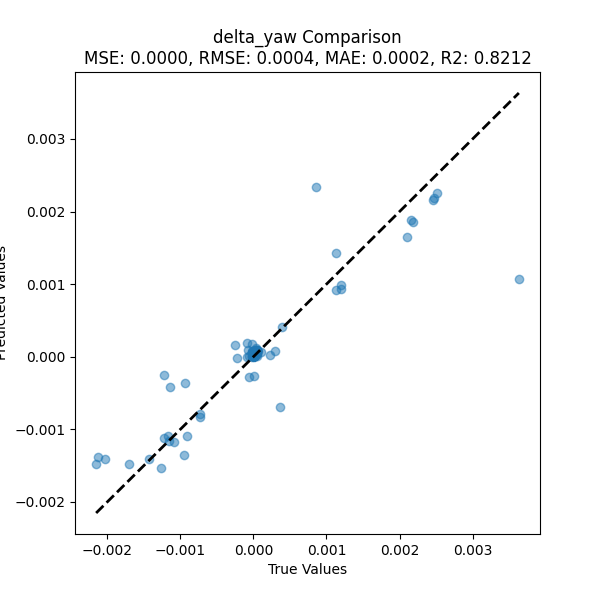 delta_yaw Comparison
MSE: 0.0000, RMSE: 0.0004, MAE: 0.0002, R2: 0.8212
0.003
0.002
0.001
0.000
−0.001
−0.002
Predicted Values
−0.002 −0.001 0.000 0.001 0.002 0.003
True Values